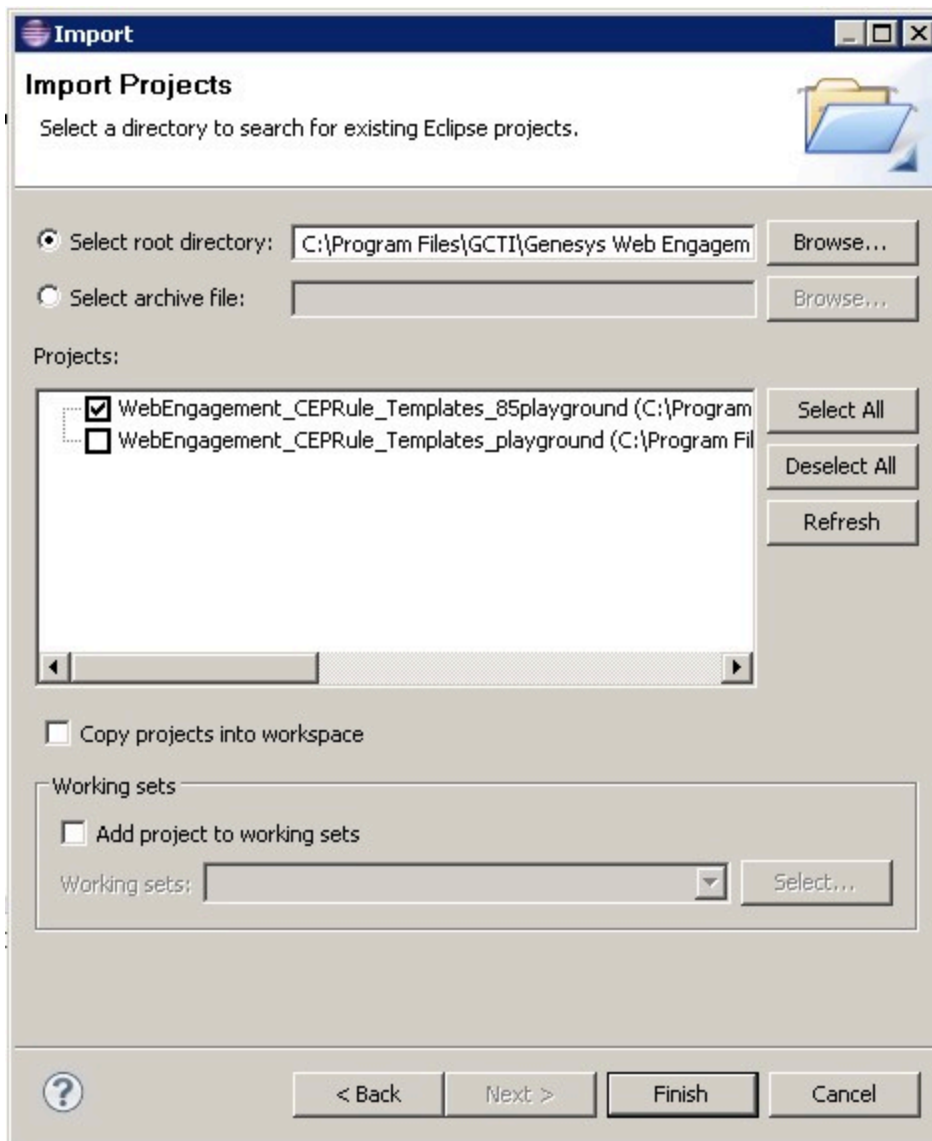 Import
Import Projects
Select a directory to search for existing Eclipse projects.
Select root directory: C:\Program Files\GCTI\Genesys Web Engagem Browse...
Select archive file: Browse...
Projects:
WebEngagement_CEPRule_Templates_85playground (C:\Program Select All
WebEngagement_CEPRule_Templates_playground (C:\Program Fil
Deselect All
Refresh
Copy projects into workspace
Working sets
Add project to working sets
Working sets: Select...
? < Back Next > Finish Cancel